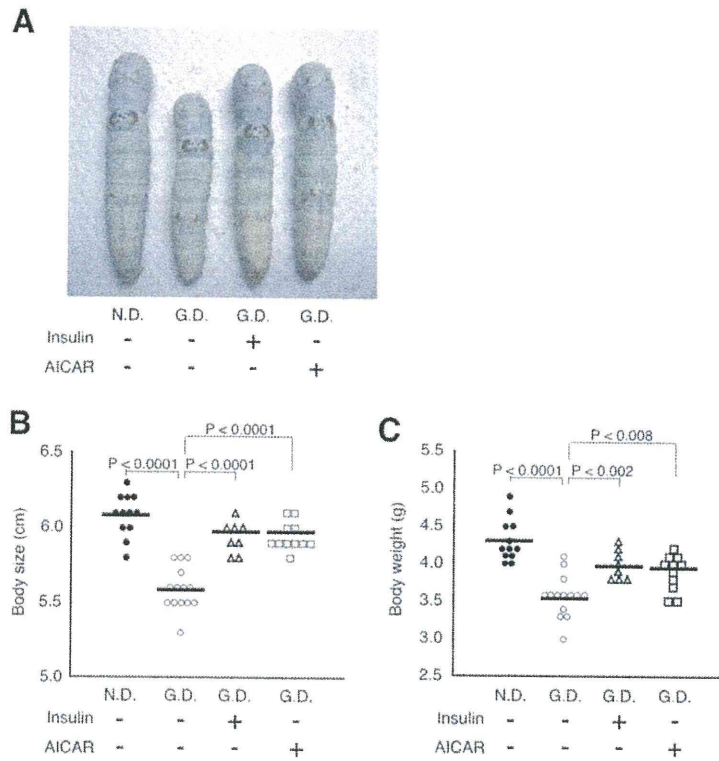 A
N.D. G.D. G.D. G.D.
Insulin - - + -
AICAR - - - +
B
P < 0.0001
P < 0.0001 P < 0.0001
6.5
6.0
5.5
5.0
Body size (cm)
N.D. G.D. G.D. G.D.
Insulin - - + -
AICAR - - - +
C
P < 0.008
P < 0.0001 P < 0.002
5.5
5.0
4.5
4.0
3.5
3.0
2.5
Body weight (g)
N.D. G.D. G.D. G.D.
Insulin - - + -
AICAR - - - +